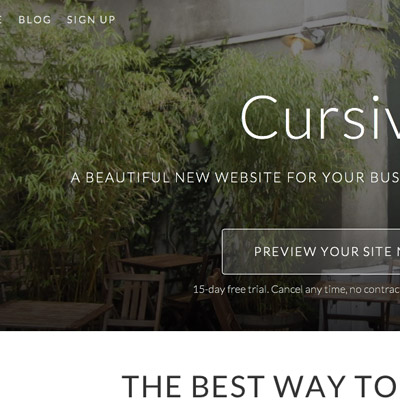 BLOG SIGN UP
Cursiv
A BEAUTIFUL NEW WEBSITE FOR YOUR BUS
PREVIEW YOUR SITE
15-day free trial. Cancel any time, no contrac
THE BEST WAY TO